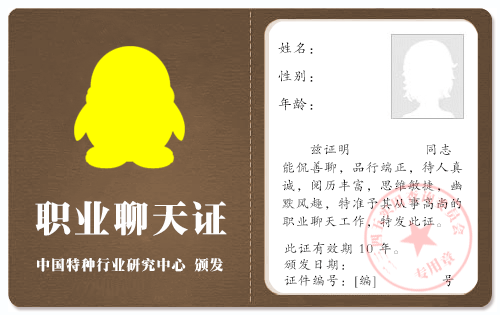 职业聊天证
中国特种行业研究中心 颁发
姓名：
性别：
年龄：
兹证明 同志
能侃善聊，品行端正，待人真
诚，阅历丰富，思维敏捷，幽
默风趣，特准予其从事高尚的
职业聊天工作，特发此证。
此证有效期 10 年。
颁发日期：
证件编号：[编] 号
专用章